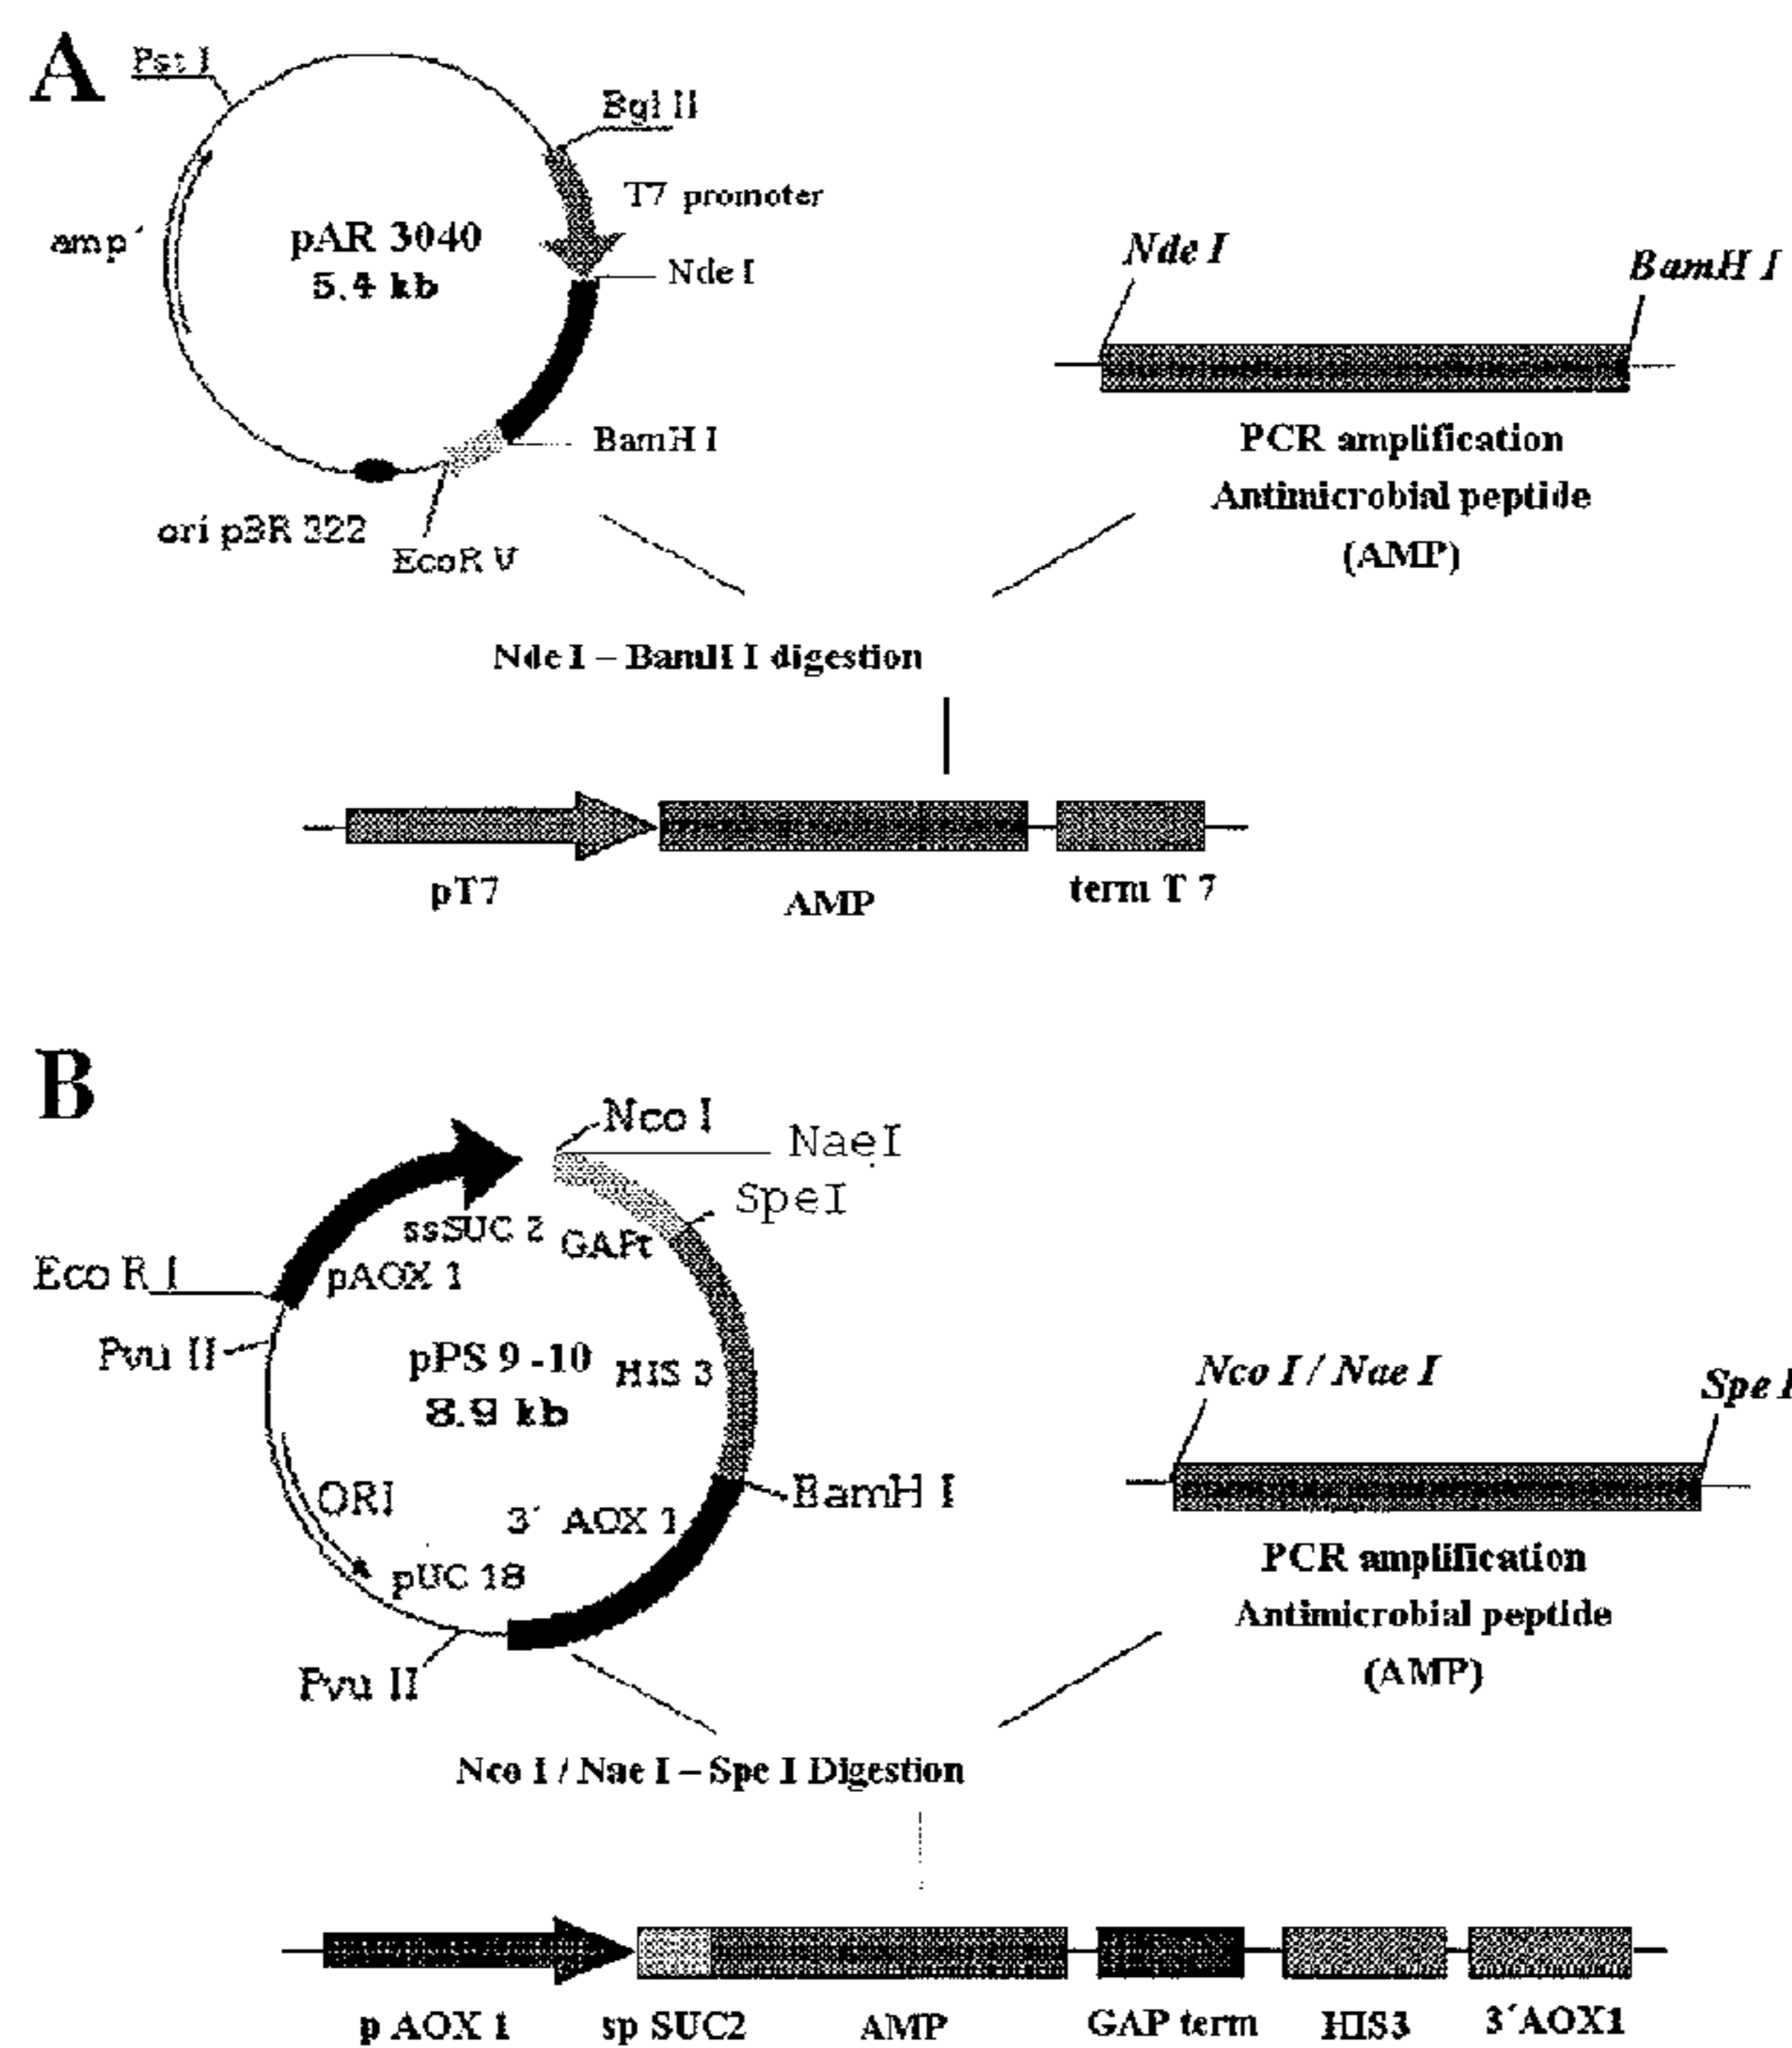 A
Pst I
Bgl II
T7 promoter
amp´
pAR 3040
5.4 kb
Nde I
Nde I
BamH I
BamH I
PCR amplification
Antimicrobial peptide
(AMP)
ori pBR 322
EcoR V
Nde I – BamH I digestion
pT7
AMP
term T 7
B
Nco I
NaeI
SpeI
ssSUC 2
GAPt
Eco R I
pAOX 1
Pvu II
pPS 9 -10
8.9 kb
HIS 3
Nco I / Nae I
Spe I
ORI
3´ AOX 1
BamH I
pUC 18
PCR amplification
Antimicrobial peptide
(AMP)
Pvu II
Nco I / Nae I – Spe I Digestion
p AOX 1
sp SUC2
AMP
GAP term
HIS3
3´AOX1